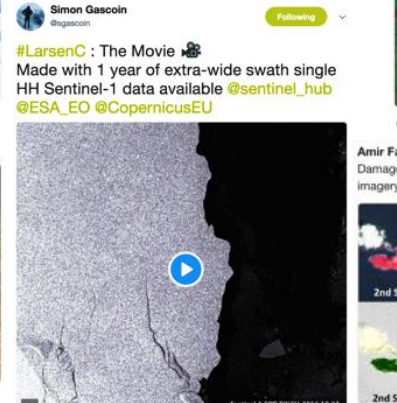 Simon Gascoin
@sgascoin
Following
#LarsenC : The Movie 🎥
Made with 1 year of extra-wide swath single
HH Sentinel-1 data available @sentinel_hub
@ESA_EO @CopernicusEU
Amir Fa
Damage
imagery
2nd S
2nd S